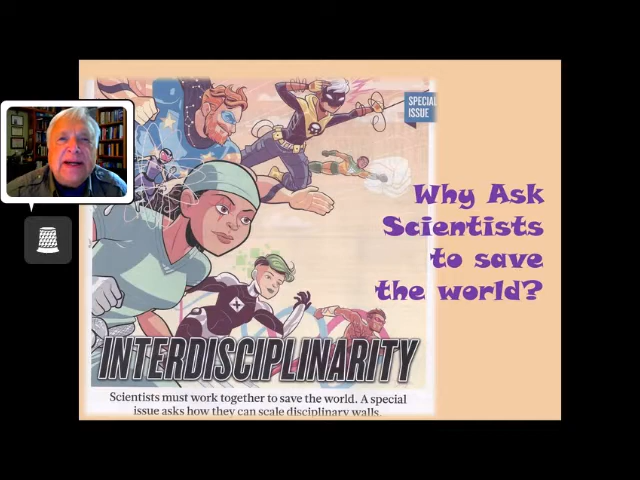 SPECIAL
ISSUE
Why Ask
Scientists
to save
the world?
INTERDISCIPLINARITY
Scientists must work together to save the world. A special
issue asks how they can scale disciplinary walls.